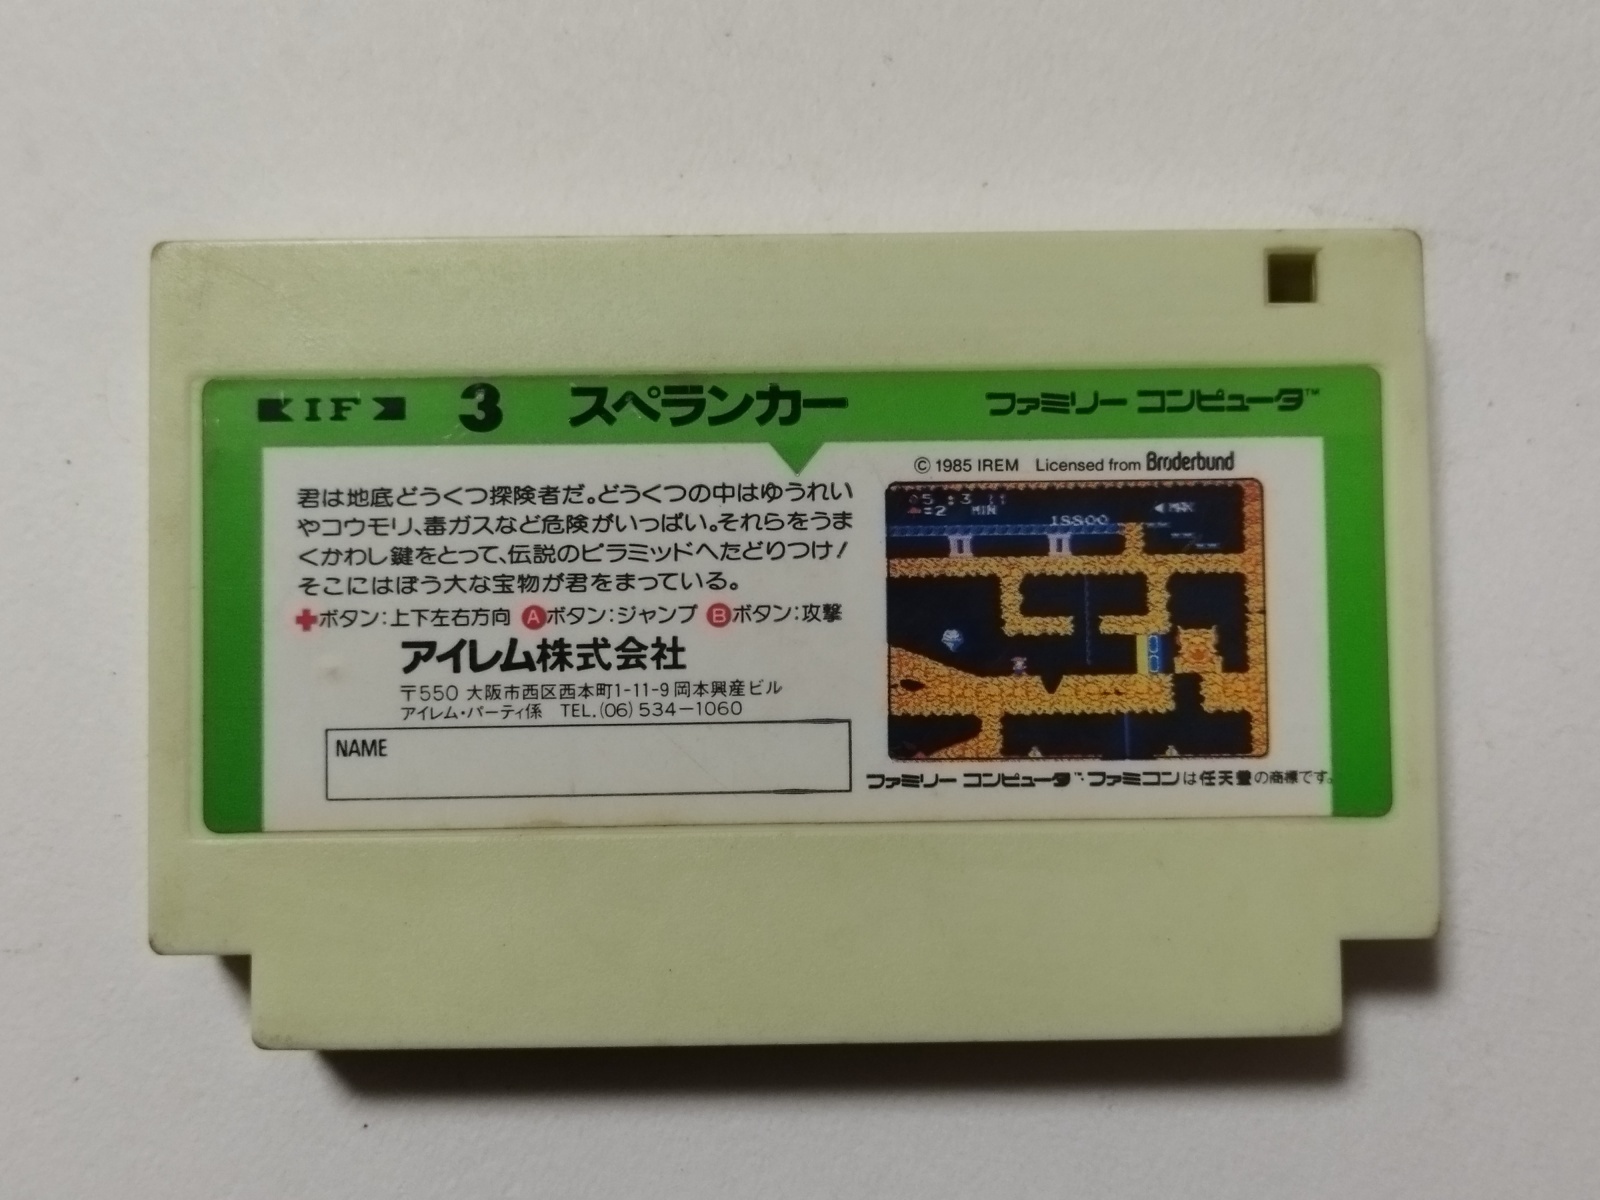 IF 3 スペランカー ファミリー コンピュータ™
© 1985 IREM Licensed from Brøderbund
君は地底どうくつ探険者だ。どうくつの中はゆうれい
やコウモリ、毒ガスなど危険がいっぱい。それらをうま
くかわし鍵をとって、伝説のピラミッドへたどりつけ!
そこにはぼう大な宝物が君をまっている。
✚ボタン:上下左右方向 Ⓐボタン:ジャンプ Ⓑボタン:攻撃
アイレム株式会社
〒550 大阪市西区西本町1-11-9 岡本興産ビル
アイレム・パーティ係 TEL.(06)534-1060
NAME
5 :3
=2 MIN
18800
◀MAX
ファミリー コンピュータ™・ファミコンは任天堂の商標です。